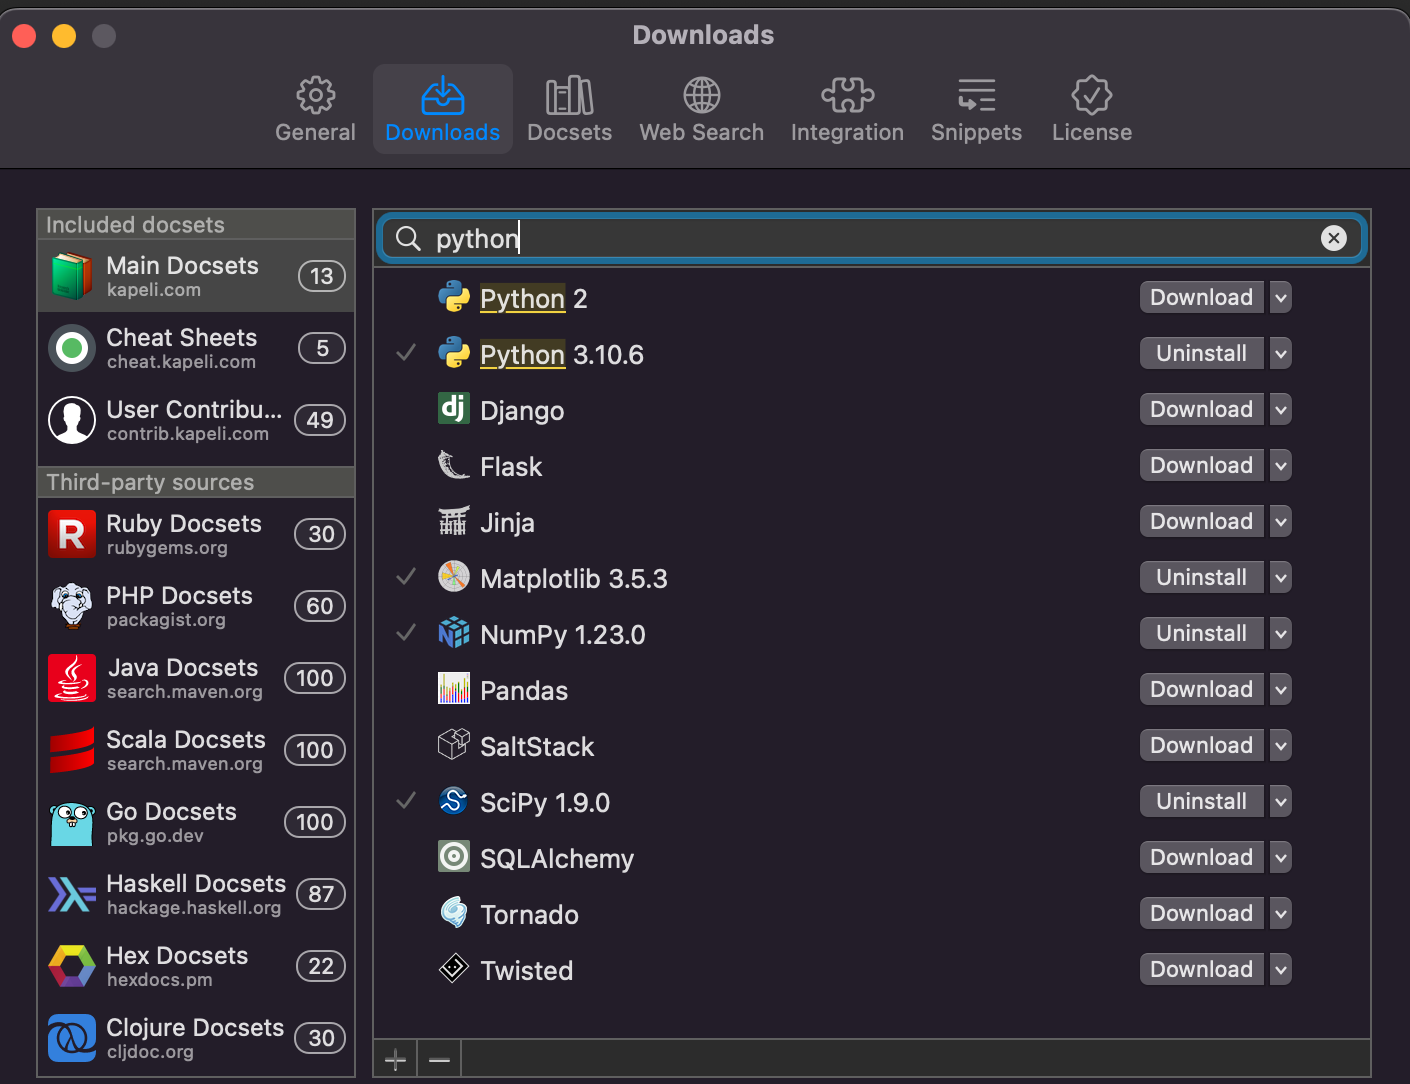 Downloads
General
Downloads
Docsets
Web Search
Integration
Snippets
License
Included docsets
Main Docsets
kapeli.com
13
Cheat Sheets
cheat.kapeli.com
5
User Contribu...
contrib.kapeli.com
49
Third-party sources
R
Ruby Docsets
rubygems.org
30
PHP Docsets
packagist.org
60
Java Docsets
search.maven.org
100
Scala Docsets
search.maven.org
100
Go Docsets
pkg.go.dev
100
Haskell Docsets
hackage.haskell.org
87
Hex Docsets
hexdocs.pm
22
Clojure Docsets
cljdoc.org
30
python
Python 2
Download
Python 3.10.6
Uninstall
dj
Django
Download
Flask
Download
Jinja
Download
Matplotlib 3.5.3
Uninstall
NumPy 1.23.0
Uninstall
Pandas
Download
SaltStack
Download
SciPy 1.9.0
Uninstall
SQLAlchemy
Download
Tornado
Download
Twisted
Download